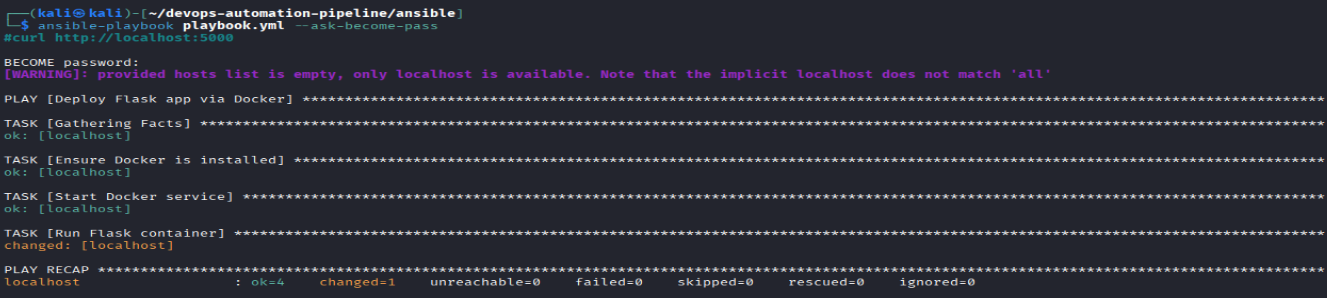 ┌──(kali㉿kali)-[~/devops-automation-pipeline/ansible]
└─$ ansible-playbook playbook.yml --ask-become-pass
#curl http://localhost:5000
BECOME password:
[WARNING]: provided hosts list is empty, only localhost is available. Note that the implicit localhost does not match 'all'
PLAY [Deploy Flask app via Docker] ****************************************************************************************************************************
TASK [Gathering Facts] ****************************************************************************************************************************************
ok: [localhost]
TASK [Ensure Docker is installed] *****************************************************************************************************************************
ok: [localhost]
TASK [Start Docker service] ***********************************************************************************************************************************
ok: [localhost]
TASK [Run Flask container] ************************************************************************************************************************************
changed: [localhost]
PLAY RECAP ****************************************************************************************************************************************************
localhost                  : ok=4    changed=1    unreachable=0    failed=0    skipped=0    rescued=0    ignored=0